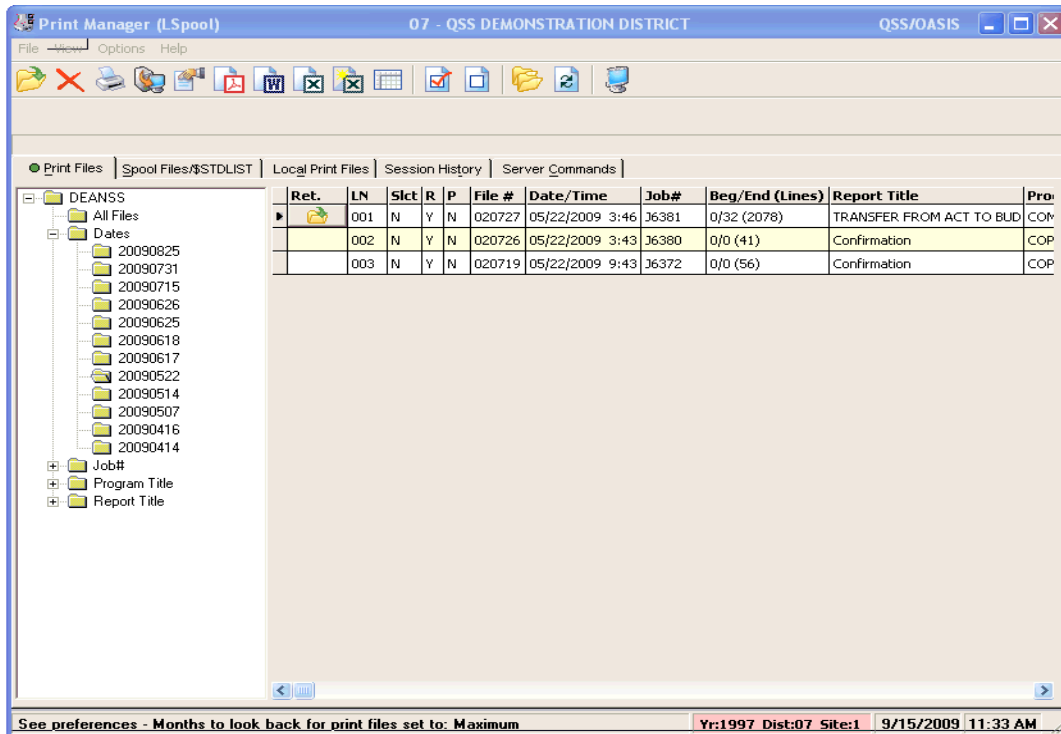 Print Manager (LSpool) 07 - QSS DEMONSTRATION DISTRICT QSS/OASIS
File View Options Help
Print Files Spool Files/$STDLIST Local Print Files Session History Server Commands
DEANSS
All Files
Dates
20090825
20090731
20090715
20090626
20090625
20090618
20090617
20090522
20090514
20090507
20090416
20090414
Job#
Program Title
Report Title
Ret. LN Slct R P File # Date/Time Job# Beg/End (Lines) Report Title Pro
001 N Y N 020727 05/22/2009 3:46 J6381 0/32 (2078) TRANSFER FROM ACT TO BUD COM
002 N Y N 020726 05/22/2009 3:43 J6380 0/0 (41) Confirmation COP
003 N Y N 020719 05/22/2009 9:43 J6372 0/0 (56) Confirmation COP
See preferences - Months to look back for print files set to: Maximum Yr:1997 Dist:07 Site:1 9/15/2009 11:33 AM